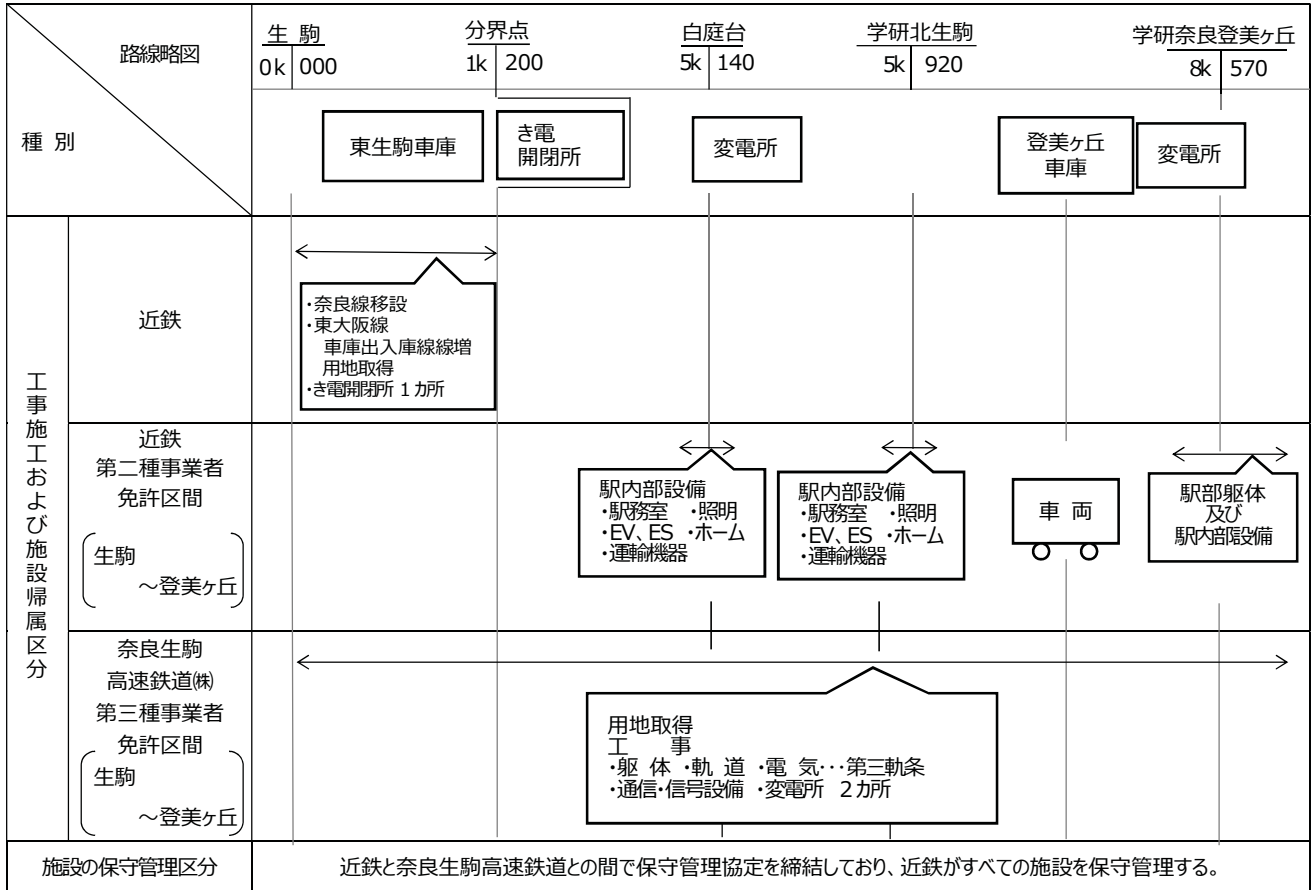 路線略図
種 別
生 駒
0k 000
分界点
1k 200
白庭台
5k 140
学研北生駒
5k 920
学研奈良登美ヶ丘
8k 570
東生駒車庫
き電
開閉所
変電所
登美ヶ丘
車庫
変電所
工事施工および施設帰属区分
近鉄
・奈良線移設
・東大阪線
車庫出入庫線線増
用地取得
・き電開閉所 1カ所
近鉄
第二種事業者
免許区間
生駒
～登美ヶ丘
駅内部設備
・駅務室 ・照明
・EV、ES ・ホーム
・運輸機器
駅内部設備
・駅務室 ・照明
・EV、ES ・ホーム
・運輸機器
車 両
駅部躯体
及び
駅内部設備
奈良生駒
高速鉄道㈱
第三種事業者
免許区間
生駒
～登美ヶ丘
用地取得
工 事
・躯 体 ・軌 道 ・電 気…第三軌条
・通信・信号設備 ・変電所 2カ所
施設の保守管理区分
近鉄と奈良生駒高速鉄道との間で保守管理協定を締結しており、近鉄がすべての施設を保守管理する。